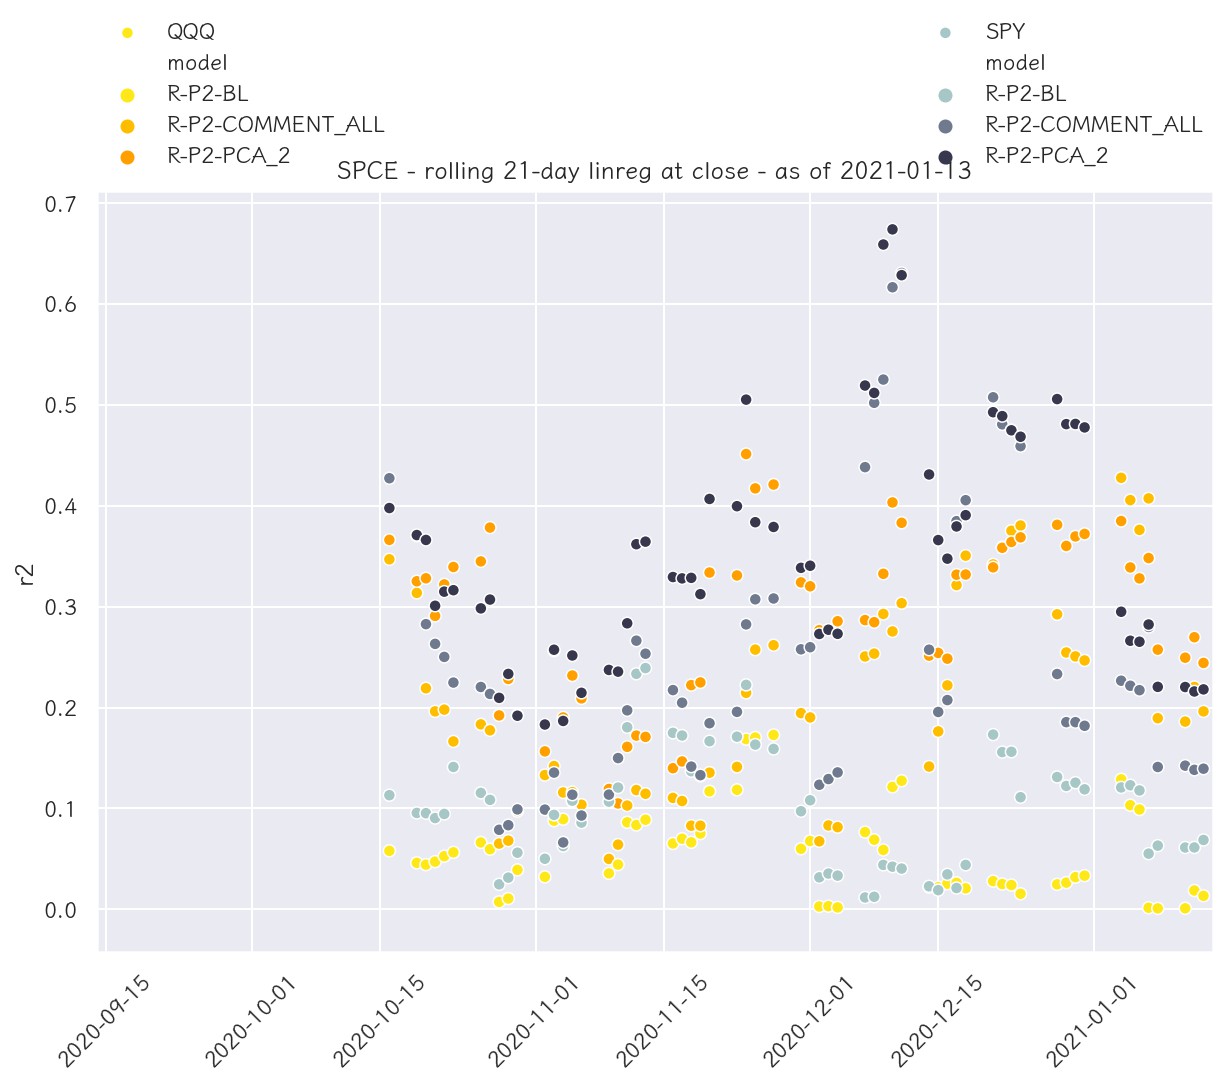 QQQ
model
R-P2-BL
R-P2-COMMENT_ALL
R-P2-PCA_2
SPY
model
R-P2-BL
R-P2-COMMENT_ALL
R-P2-PCA_2
SPCE - rolling 21-day linreg at close - as of 2021-01-13
0.7
0.6
0.5
0.4
0.3
0.2
0.1
0.0
r2
2020-09-15
2020-10-01
2020-10-15
2020-11-01
2020-11-15
2020-12-01
2020-12-15
2021-01-01